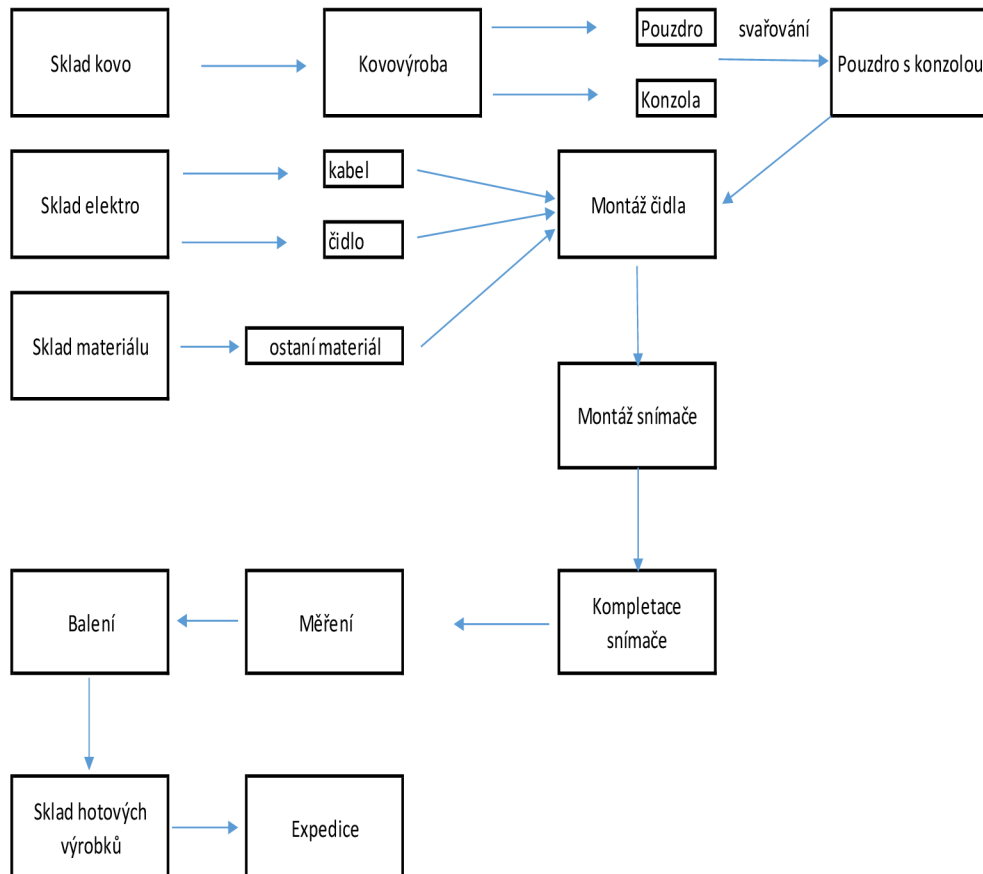 Sklad kovo
Kovovýroba
Pouzdro
svařování
Pouzdro s konzolou
Konzola
Sklad elektro
kabel
čidlo
Montáž čidla
Sklad materiálu
ostaní materiál
Montáž snímače
Balení
Měření
Kompletace
snímače
Sklad hotových
výrobků
Expedice